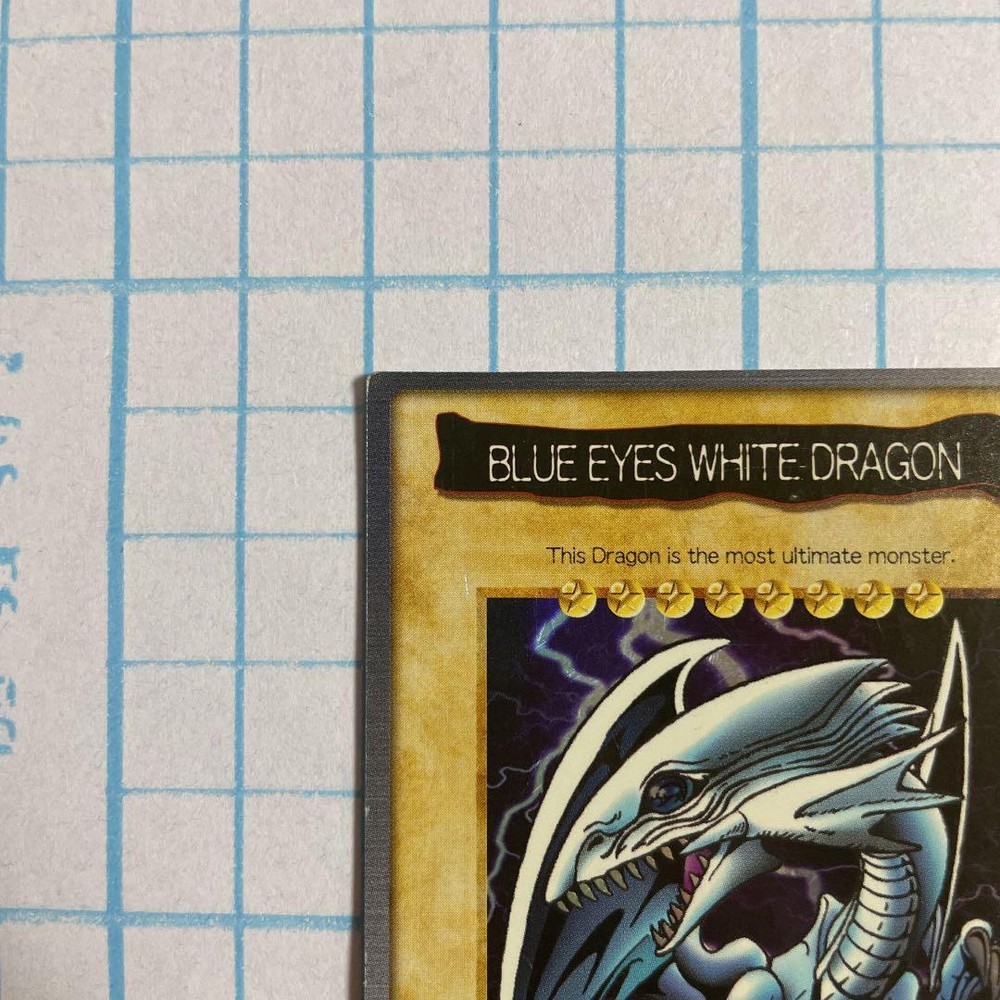 BLUE EYES WHITE DRAGON
This Dragon is the most ultimate monster.